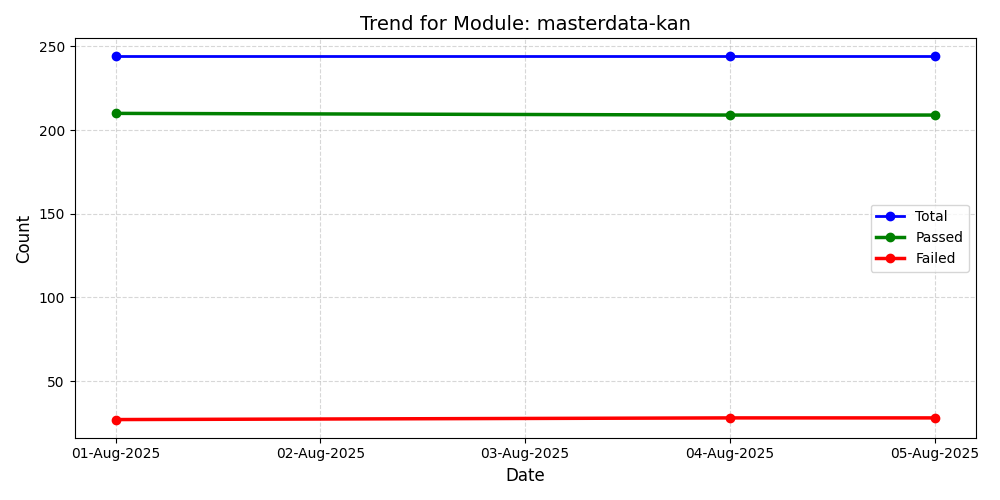 Trend for Module: masterdata-kan
250
200
150
100
50
Count
Total
Passed
Failed
01-Aug-2025 02-Aug-2025 03-Aug-2025 04-Aug-2025 05-Aug-2025
Date